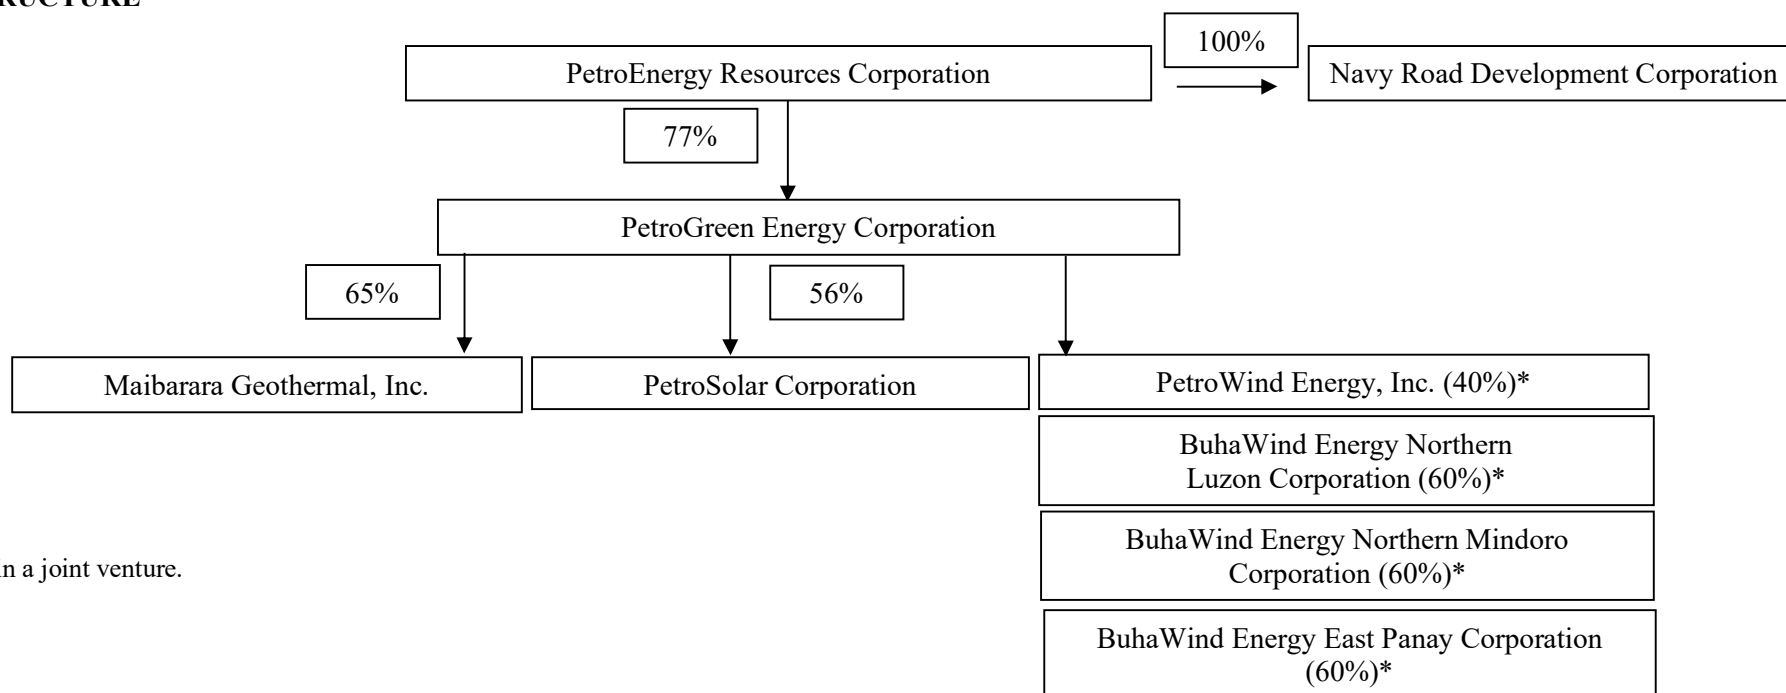 100%
PetroEnergy Resources Corporation
Navy Road Development Corporation
77%
PetroGreen Energy Corporation
65%
56%
Maibarara Geothermal, Inc.
PetroSolar Corporation
PetroWind Energy, Inc. (40%)*
BuhaWind Energy Northern
Luzon Corporation (60%)*
BuhaWind Energy Northern Mindoro
Corporation (60%)*
in a joint venture.
BuhaWind Energy East Panay Corporation
(60%)*